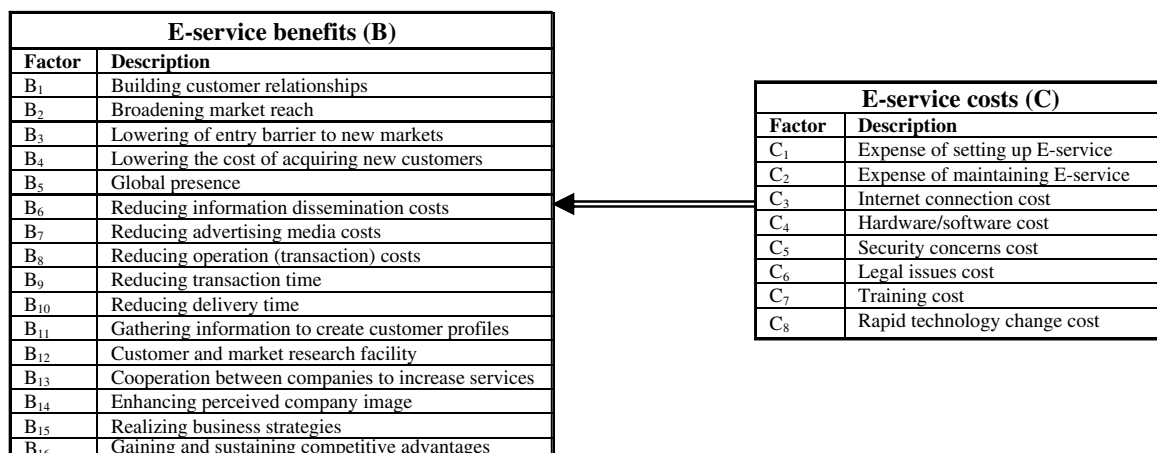 E-service benefits (B)
Factor Description
B₁ Building customer relationships
B₂ Broadening market reach
B₃ Lowering of entry barrier to new markets
B₄ Lowering the cost of acquiring new customers
B₅ Global presence
B₆ Reducing information dissemination costs
B₇ Reducing advertising media costs
B₈ Reducing operation (transaction) costs
B₉ Reducing transaction time
B₁₀ Reducing delivery time
B₁₁ Gathering information to create customer profiles
B₁₂ Customer and market research facility
B₁₃ Cooperation between companies to increase services
B₁₄ Enhancing perceived company image
B₁₅ Realizing business strategies
B₁₆ Gaining and sustaining competitive advantages
E-service costs (C)
Factor Description
C₁ Expense of setting up E-service
C₂ Expense of maintaining E-service
C₃ Internet connection cost
C₄ Hardware/software cost
C₅ Security concerns cost
C₆ Legal issues cost
C₇ Training cost
C₈ Rapid technology change cost